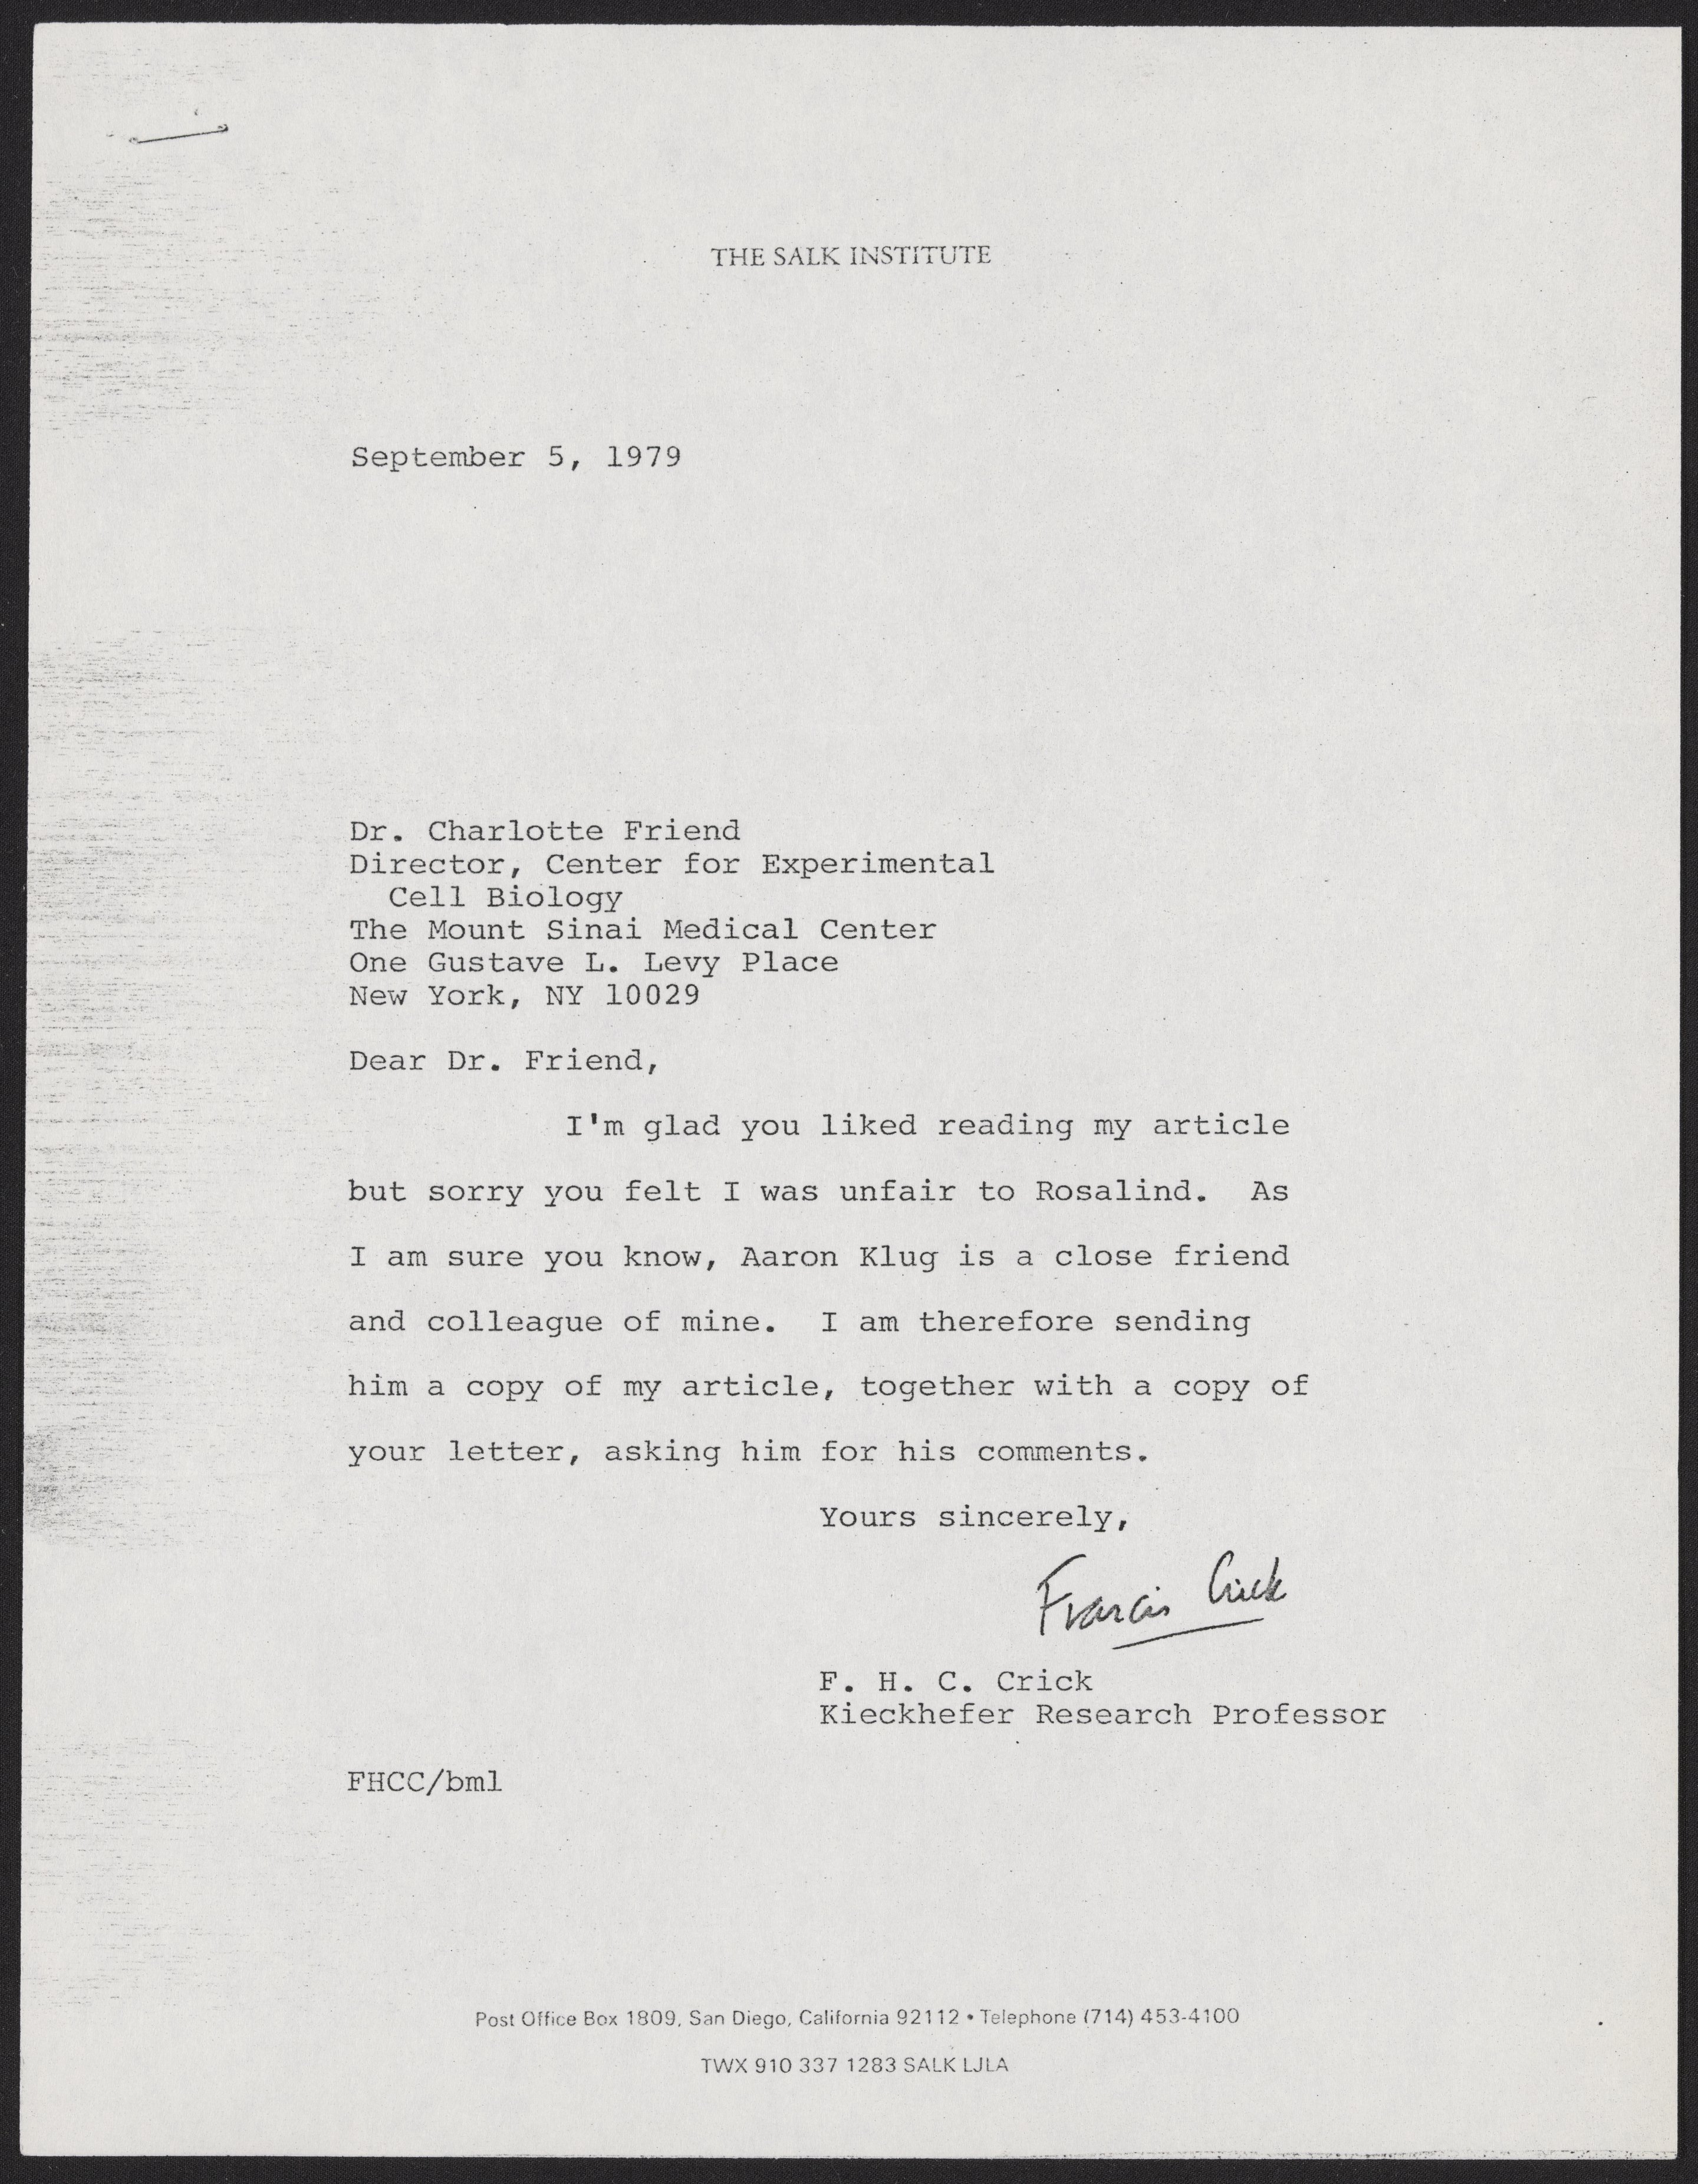 THE SALK INSTITUTE
September 5, 1979
Dr. Charlotte Friend
Director, Center for Experimental
Cell Biology
The Mount Sinai Medical Center
One Gustave L. Levy Place
New York, NY 10029
Dear Dr. Friend,
I'm glad you liked reading my article
but sorry you felt I was unfair to Rosalind. As
I am sure you know, Aaron Klug is a close friend
and colleague of mine. I am therefore sending
him a copy of my article, together with a copy of
your letter, asking him for his comments.
Yours sincerely,
Francis Crick
F. H. C. Crick
Kieckhefer Research Professor
FHCC/bml
Post Office Box 1809, San Diego, California 92112 • Telephone (714) 453-4100
TWX 910 337 1283 SALK LJLA